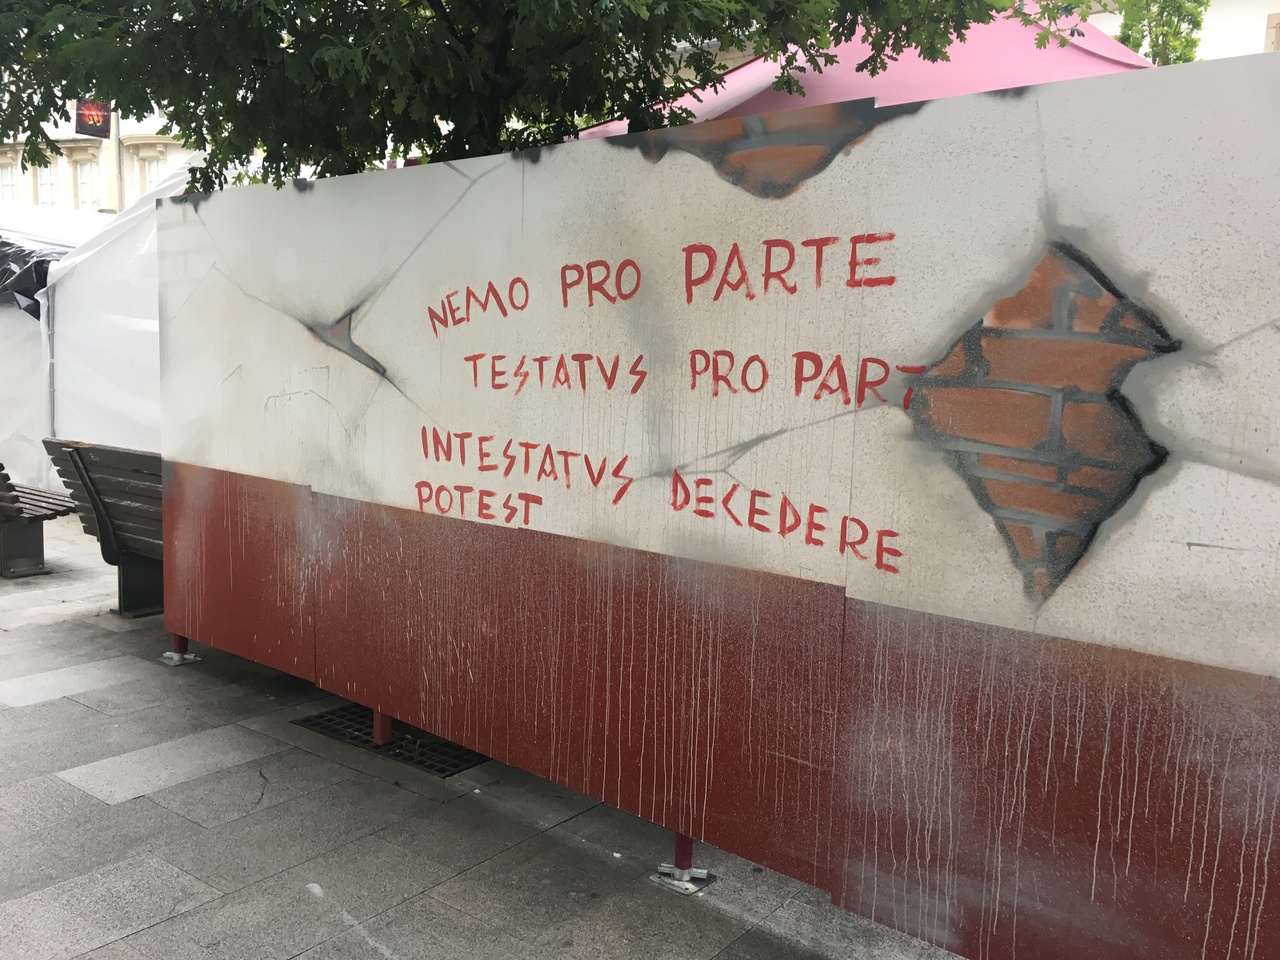 NEMO PRO PARTE
TESTATVS PRO PART
INTESTATVS DECEDERE
POTEST